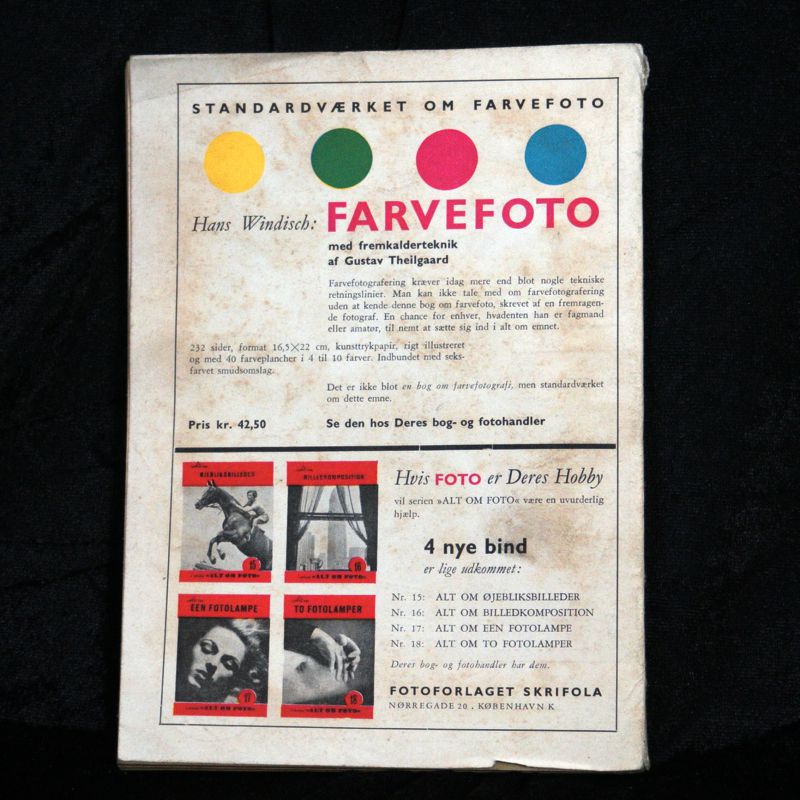 STANDARDVÆRKET OM FARVEFOTO
Hans Windisch: FARVEFOTO
med fremkalderteknik
af Gustav Theilgaard
Farvefotografering kræver idag mere end blot nogle tekniske
retningslinier. Man kan ikke tale med om farvefotografering
uden at kende denne bog om farvefoto, skrevet af en fremragen-
de fotograf. En chance for enhver, hvadenten han er fagmand
eller amatør, til nemt at sætte sig ind i alt om emnet.
232 sider, format 16,5×22 cm, kunsttrykpapir, rigt illustreret
og med 40 farveplancher i 4 til 10 farver. Indbundet med seks-
farvet smudsomslag.
Det er ikke blot en bog om farvefotografi, men standardværket
om dette emne.
Pris kr. 42,50
Se den hos Deres bog- og fotohandler
ØJEBLIKSBILLEDER
15
»ALT OM FOTO«
BILLEDKOMPOSITION
16
»ALT OM FOTO«
EEN FOTOLAMPE
17
»ALT OM FOTO«
TO FOTOLAMPER
18
»ALT OM FOTO«
Hvis FOTO er Deres Hobby
vil serien »ALT OM FOTO« være en uvurderlig
hjælp.
4 nye bind
er lige udkommet:
Nr. 15: ALT OM ØJEBLIKSBILLEDER
Nr. 16: ALT OM BILLEDKOMPOSITION
Nr. 17: ALT OM EEN FOTOLAMPE
Nr. 18: ALT OM TO FOTOLAMPER
Deres bog- og fotohandler har dem.
FOTOFORLAGET SKRIFOLA
NØRREGADE 20 . KØBENHAVN K